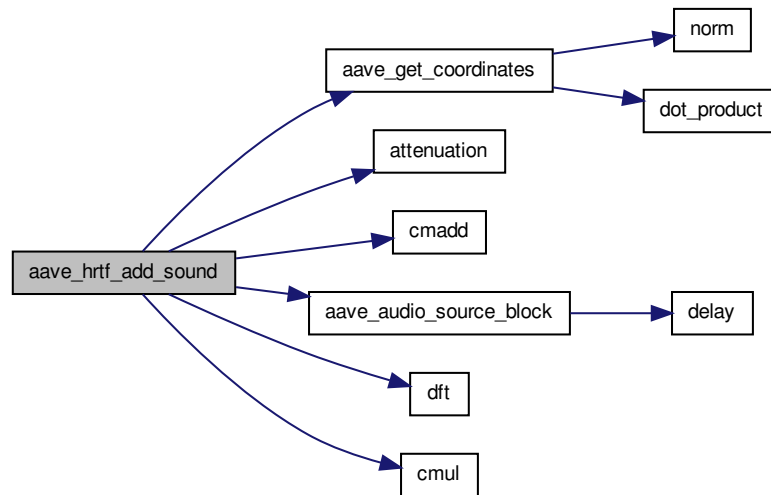 norm
aave_get_coordinates
dot_product
attenuation
cmadd
aave_hrtf_add_sound
aave_audio_source_block
delay
dft
cmul